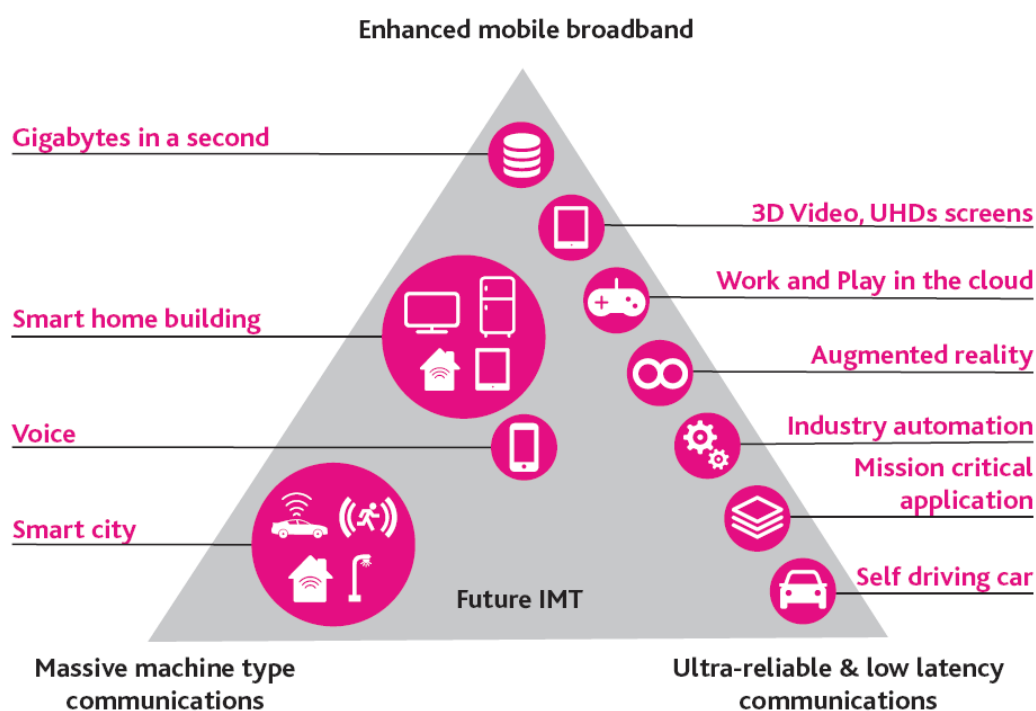 Enhanced mobile broadband
Gigabytes in a second
3D Video, UHDs screens
Work and Play in the cloud
Smart home building
Augmented reality
Voice
Industry automation
Mission critical
application
Smart city
Self driving car
Future IMT
Massive machine type
communications
Ultra-reliable & low latency
communications